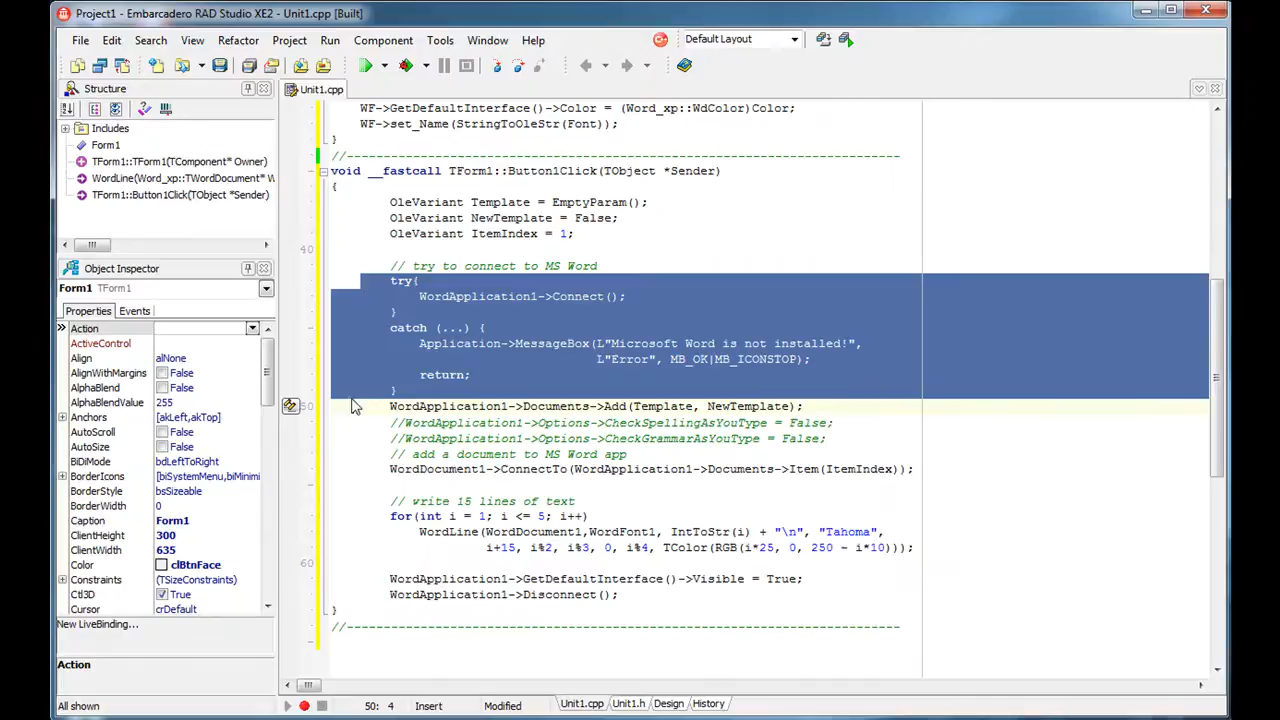 Project1 - Embarcadero RAD Studio XE2 - Unit1.cpp [Built]
File Edit Search View Refactor Project Run Component Tools Window Help
Default Layout
Structure
Unit1.cpp
Includes
Form1
TForm1::TForm1(TComponent* Owner)
WordLine(Word_xp::TWordDocument* W
TForm1::Button1Click(TObject *Sender)
Object Inspector
Form1 TForm1
Properties Events
Action
ActiveControl
Align alNone
AlignWithMargins False
AlphaBlend False
AlphaBlendValue 255
Anchors [akLeft,akTop]
AutoScroll False
AutoSize False
BiDiMode bdLeftToRight
BorderIcons [biSystemMenu,biMinimi
BorderStyle bsSizeable
BorderWidth 0
Caption Form1
ClientHeight 300
ClientWidth 635
Color clBtnFace
Constraints (TSizeConstraints)
Ctl3D True
Cursor crDefault
New LiveBinding...
Action
All shown
WF->GetDefaultInterface()->Color = (Word_xp::WdColor)Color;
WF->set_Name(StringToOleStr(Font));
}
//---------------------------------------------------------------------------
void __fastcall TForm1::Button1Click(TObject *Sender)
{
OleVariant Template = EmptyParam();
OleVariant NewTemplate = False;
OleVariant ItemIndex = 1;
40
// try to connect to MS Word
try{
WordApplication1->Connect();
}
catch (...) {
Application->MessageBox(L"Microsoft Word is not installed!",
L"Error", MB_OK|MB_ICONSTOP);
return;
}
50 WordApplication1->Documents->Add(Template, NewTemplate);
//WordApplication1->Options->CheckSpellingAsYouType = False;
//WordApplication1->Options->CheckGrammarAsYouType = False;
// add a document to MS Word app
WordDocument1->ConnectTo(WordApplication1->Documents->Item(ItemIndex));
// write 15 lines of text
for(int i = 1; i <= 5; i++)
WordLine(WordDocument1,WordFont1, IntToStr(i) + "\n", "Tahoma",
i+15, i%2, i%3, 0, i%4, TColor(RGB(i*25, 0, 250 - i*10)));
60
WordApplication1->GetDefaultInterface()->Visible = True;
WordApplication1->Disconnect();
}
//---------------------------------------------------------------------------
50: 4 Insert Modified Unit1.cpp Unit1.h Design History